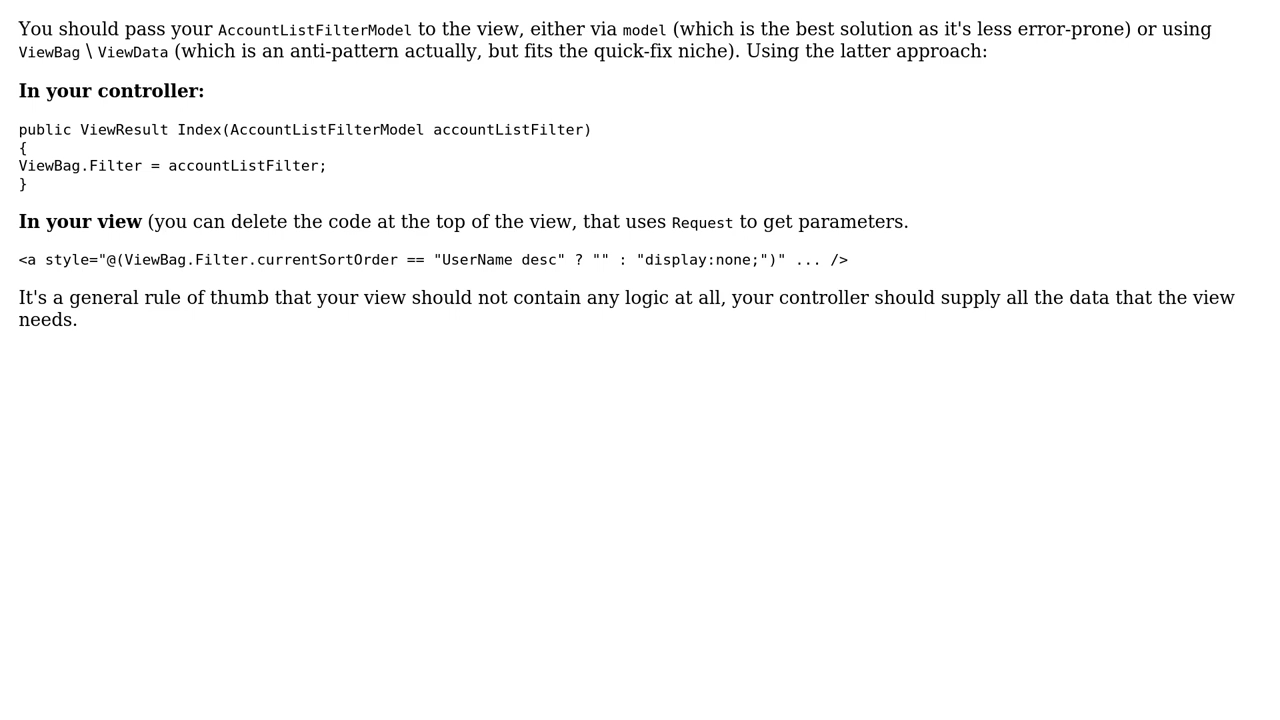 You should pass your AccountListFilterModel to the view, either via model (which is the best solution as it's less error-prone) or using
ViewBag \ ViewData (which is an anti-pattern actually, but fits the quick-fix niche). Using the latter approach:
In your controller:
public ViewResult Index(AccountListFilterModel accountListFilter)
{
ViewBag.Filter = accountListFilter;
}
In your view (you can delete the code at the top of the view, that uses Request to get parameters.
<a style="@(ViewBag.Filter.currentSortOrder == "UserName desc" ? "" : "display:none;")" ... />
It's a general rule of thumb that your view should not contain any logic at all, your controller should supply all the data that the view
needs.